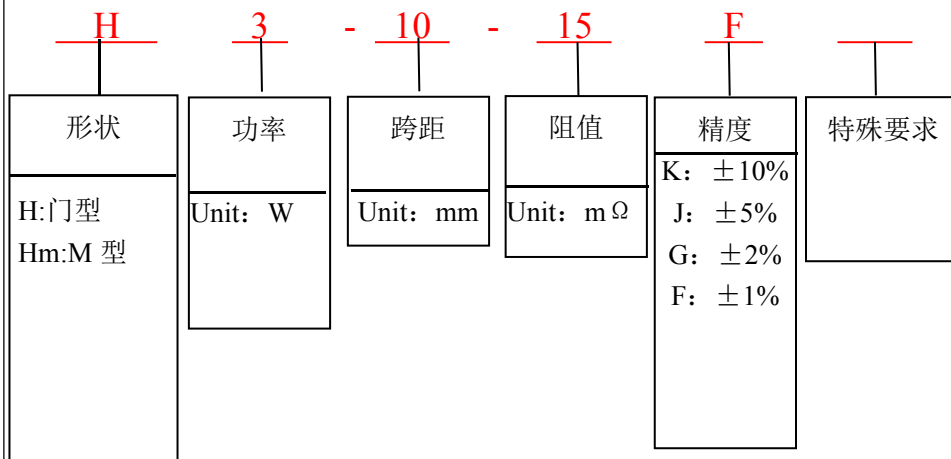 H 3 - 10 - 15 F
形状 功率 跨距 阻值 精度 特殊要求
H:门型
Hm:M 型
Unit：W
Unit：mm
Unit：mΩ
K：±10%
J：±5%
G：±2%
F：±1%